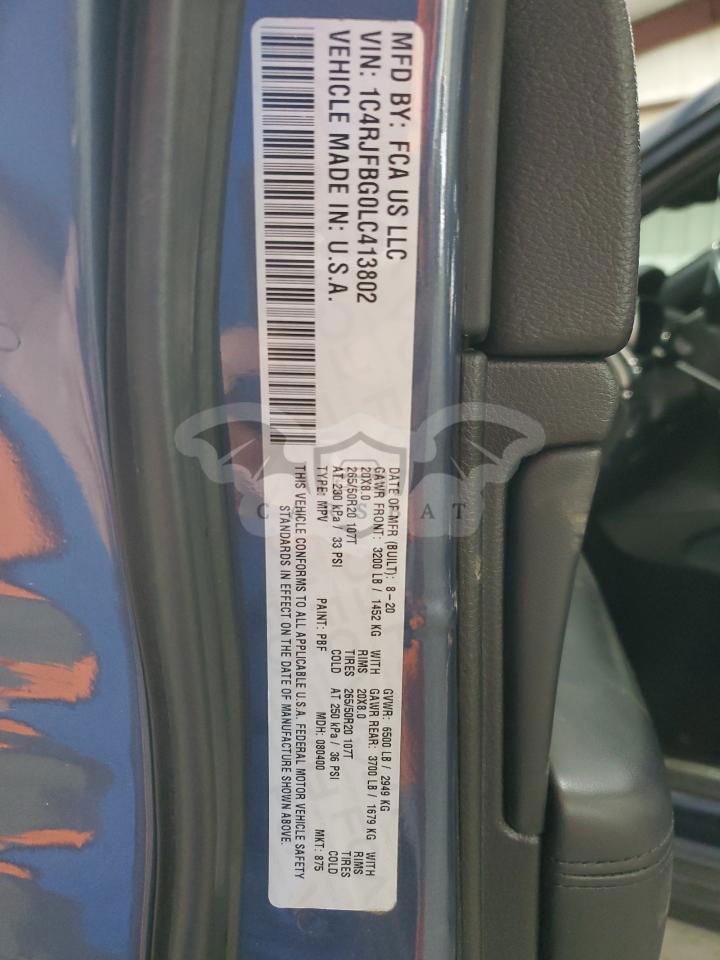 MFD BY: FCA US LLC
VIN: 1C4RJFBG0LC413802
VEHICLE MADE IN: U.S.A.
DATE OF MFR (BUILT): 8-20 GVWR: 6500 LB / 2949 KG
GAWR FRONT: 3200 LB / 1452 KG WITH GAWR REAR: 3700 LB / 1679 KG WITH
20X8.0 RIMS 20X8.0 RIMS
265/50R20 107T TIRES 265/50R20 107T TIRES
AT 230 kPa / 33 PSI COLD AT 250 kPa / 36 PSI COLD
TYPE: MPV PAINT: PBF MDH: 080400 MKT: 875
THIS VEHICLE CONFORMS TO ALL APPLICABLE U.S.A. FEDERAL MOTOR VEHICLE SAFETY
STANDARDS IN EFFECT ON THE DATE OF MANUFACTURE SHOWN ABOVE.